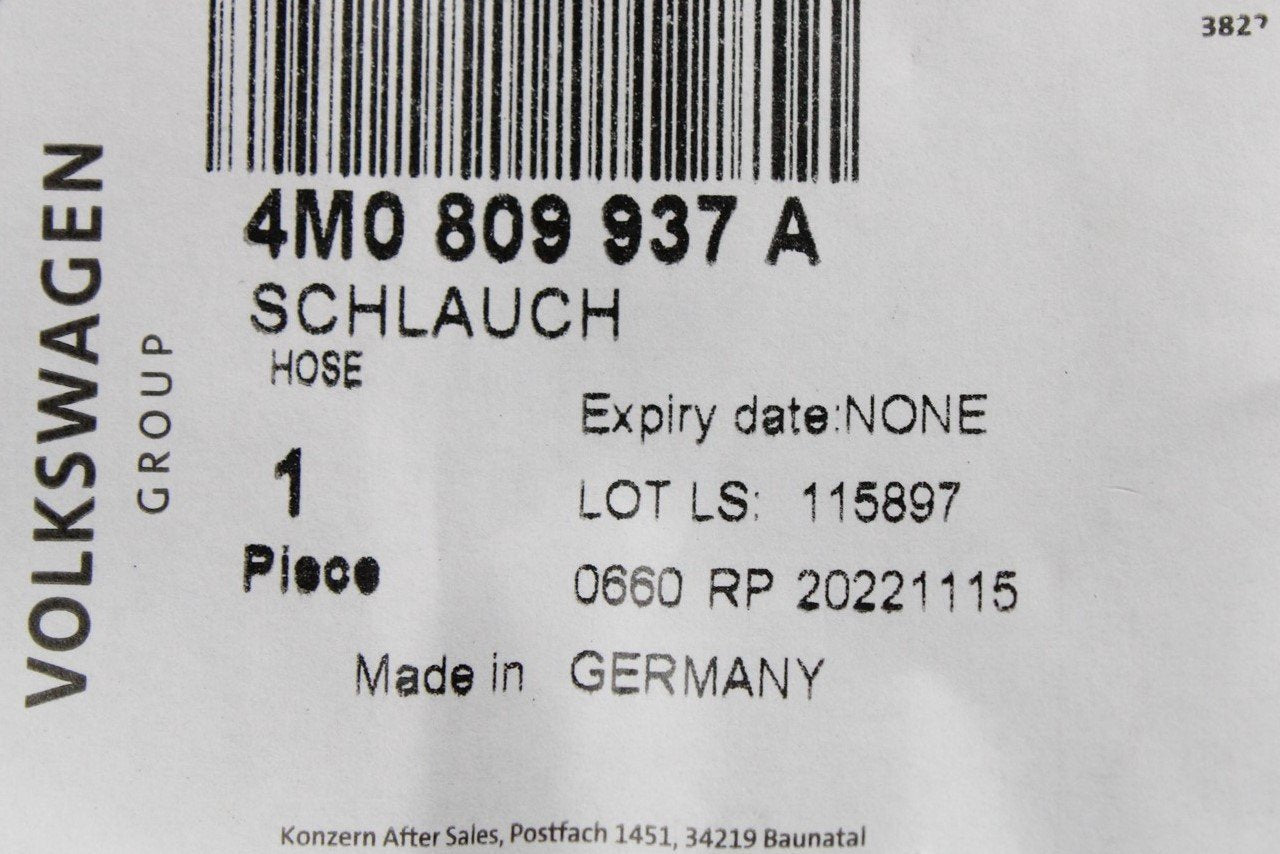 VOLKSWAGEN
GROUP
4M0 809 937 A
SCHLAUCH
HOSE
1
Piece
Expiry date:NONE
LOT LS: 115897
0660 RP 20221115
Made in GERMANY
Konzern After Sales, Postfach 1451, 34219 Baunatal